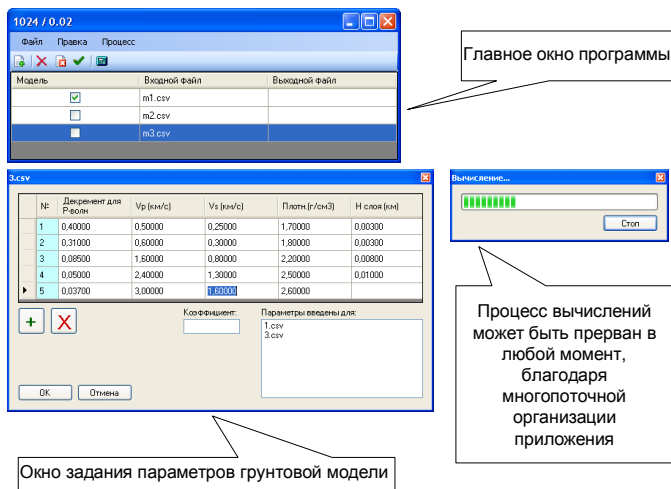 1024 / 0.02
Файл Правка Процесс
Модель Входной файл Выходной файл
m1.csv
m2.csv
m3.csv
Главное окно программы
3.csv
№ Декремент для P-волн Vp (км/с) Vs (км/с) Плотн.(г/см3) H слоя (км)
1 0,40000 0,50000 0,25000 1,70000 0,00300
2 0,31000 0,60000 0,30000 1,80000 0,00300
3 0,08500 1,60000 0,80000 2,20000 0,00800
4 0,05000 2,40000 1,30000 2,50000 0,01000
5 0,03700 3,00000 1,60000 2,60000
Коэффициент: Параметры введены для:
1.csv
3.csv
OK Отмена
Вычисление...
Стоп
Процесс вычислений
может быть прерван в
любой момент,
благодаря
многопоточной
организации
приложения
Окно задания параметров грунтовой модели